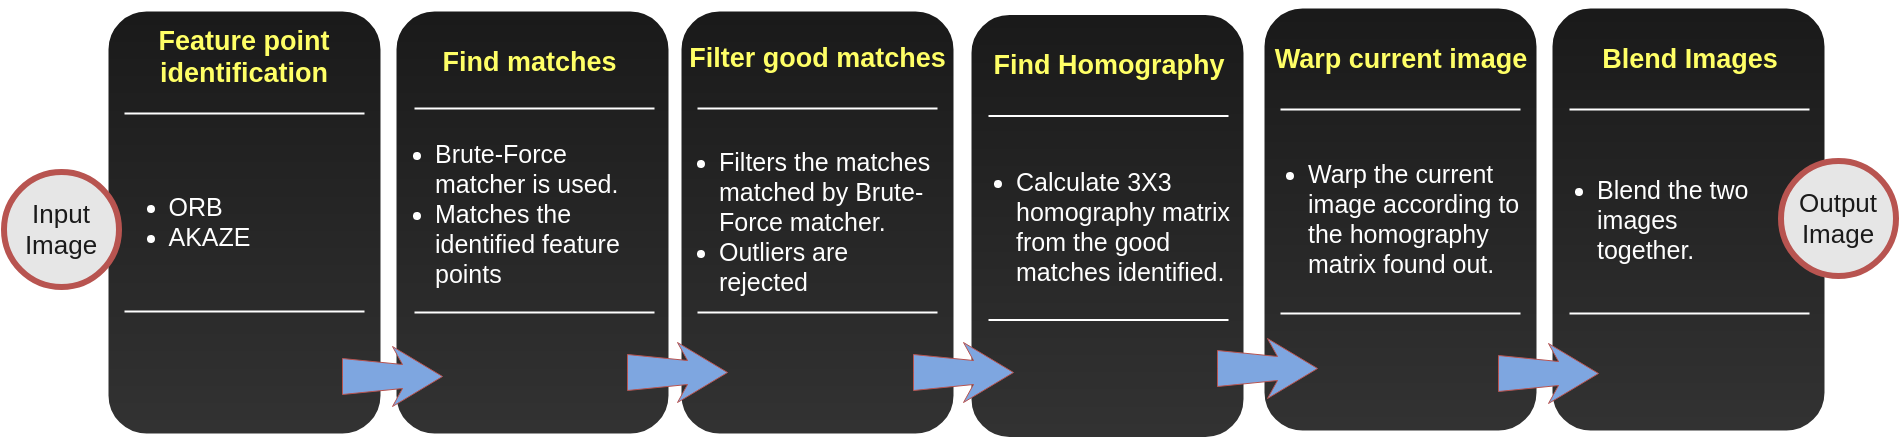 Input
Image
Feature point
identification
• ORB
• AKAZE
Find matches
• Brute-Force
matcher is used.
• Matches the
identified feature
points
Filter good matches
• Filters the matches
matched by Brute-
Force matcher.
• Outliers are
rejected
Find Homography
• Calculate 3X3
homography matrix
from the good
matches identified.
Warp current image
• Warp the current
image according to
the homography
matrix found out.
Blend Images
• Blend the two
images
together.
Output
Image